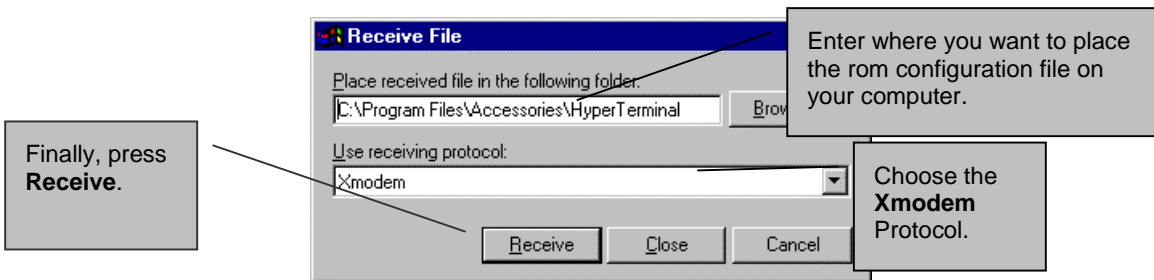 Receive File
Place received file in the following folder:
C:\Program Files\Accessories\HyperTerminal
Enter where you want to place
the rom configuration file on
your computer.
Use receiving protocol:
Xmodem
Choose the
Xmodem
Protocol.
Finally, press
Receive.
Receive Close Cancel